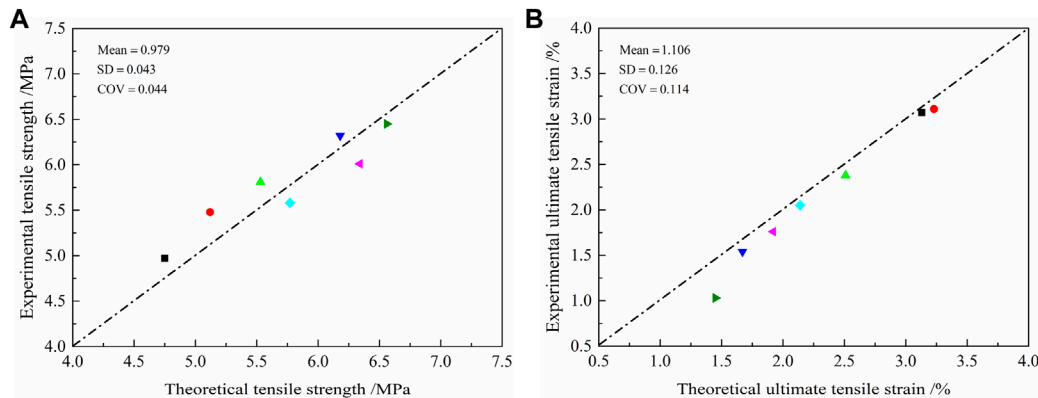 A
7.5
7.0
6.5
6.0
5.5
5.0
4.5
4.0
Experimental tensile strength /MPa
Mean = 0.979
SD = 0.043
COV = 0.044
4.0 4.5 5.0 5.5 6.0 6.5 7.0 7.5
Theoretical tensile strength /MPa
B
4.0
3.5
3.0
2.5
2.0
1.5
1.0
0.5
Experimental ultimate tensile strain /%
Mean = 1.106
SD = 0.126
COV = 0.114
0.5 1.0 1.5 2.0 2.5 3.0 3.5 4.0
Theoretical ultimate tensile strain /%